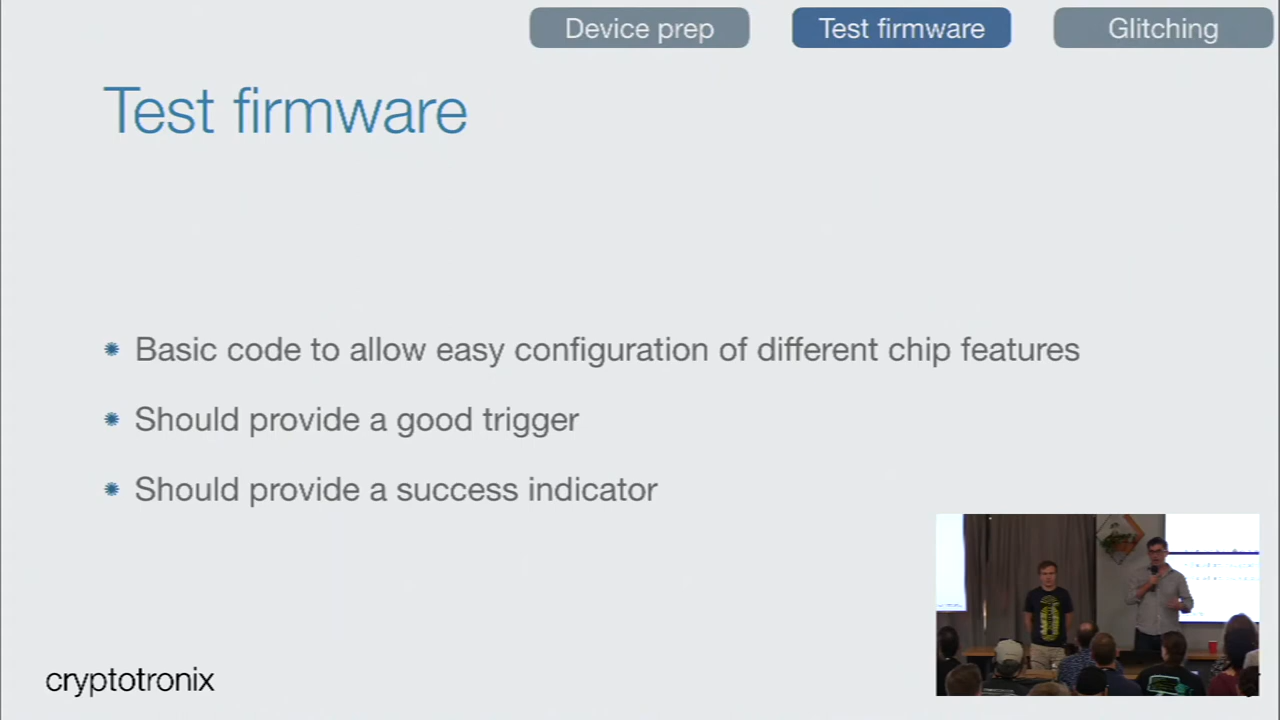 Device prep
Test firmware
Glitching
Test firmware
Basic code to allow easy configuration of different chip features
Should provide a good trigger
Should provide a success indicator
cryptotronix